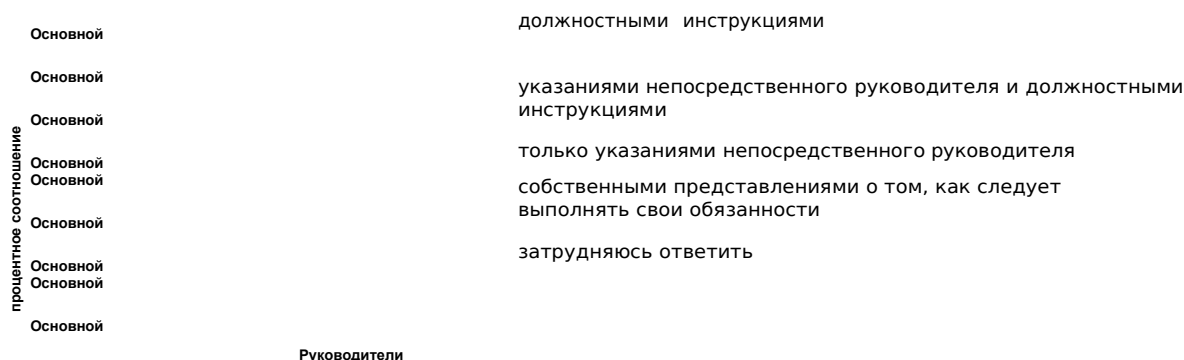 процентное соотношение
Основной
Основной
Основной
Основной
Основной
Основной
Основной
Основной
Основной
Руководители
должностными инструкциями
указаниями непосредственного руководителя и должностными
инструкциями
только указаниями непосредственного руководителя
собственными представлениями о том, как следует
выполнять свои обязанности
затрудняюсь ответить